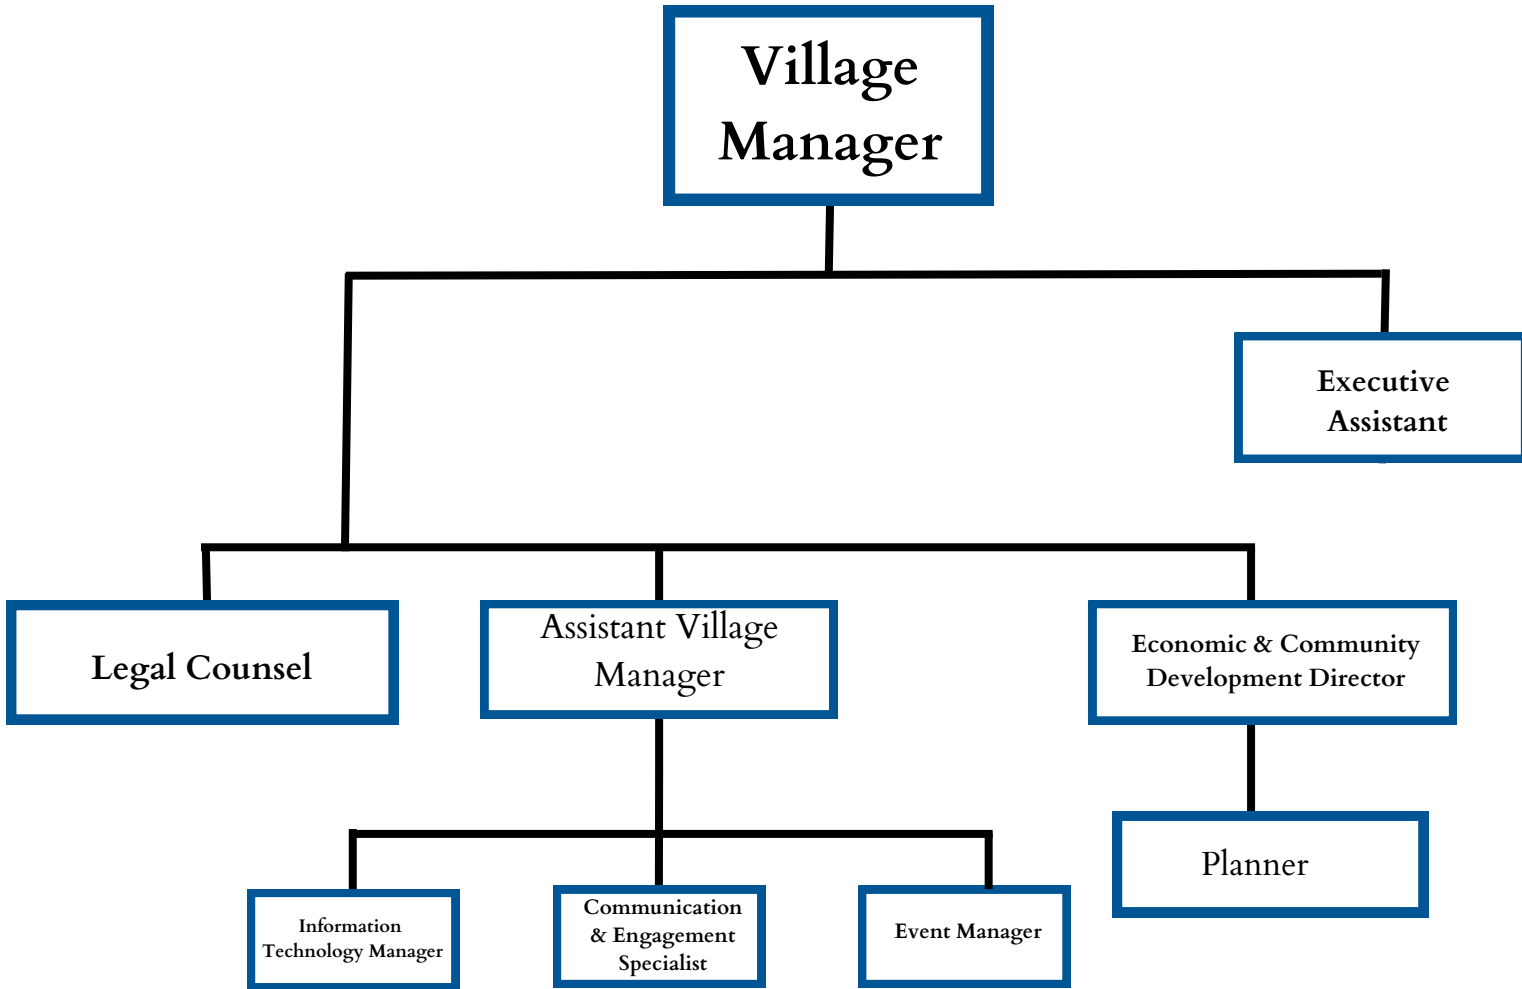 Village
Manager
Executive
Assistant
Legal Counsel
Assistant Village
Manager
Economic & Community
Development Director
Planner
Information
Technology Manager
Communication
& Engagement
Specialist
Event Manager